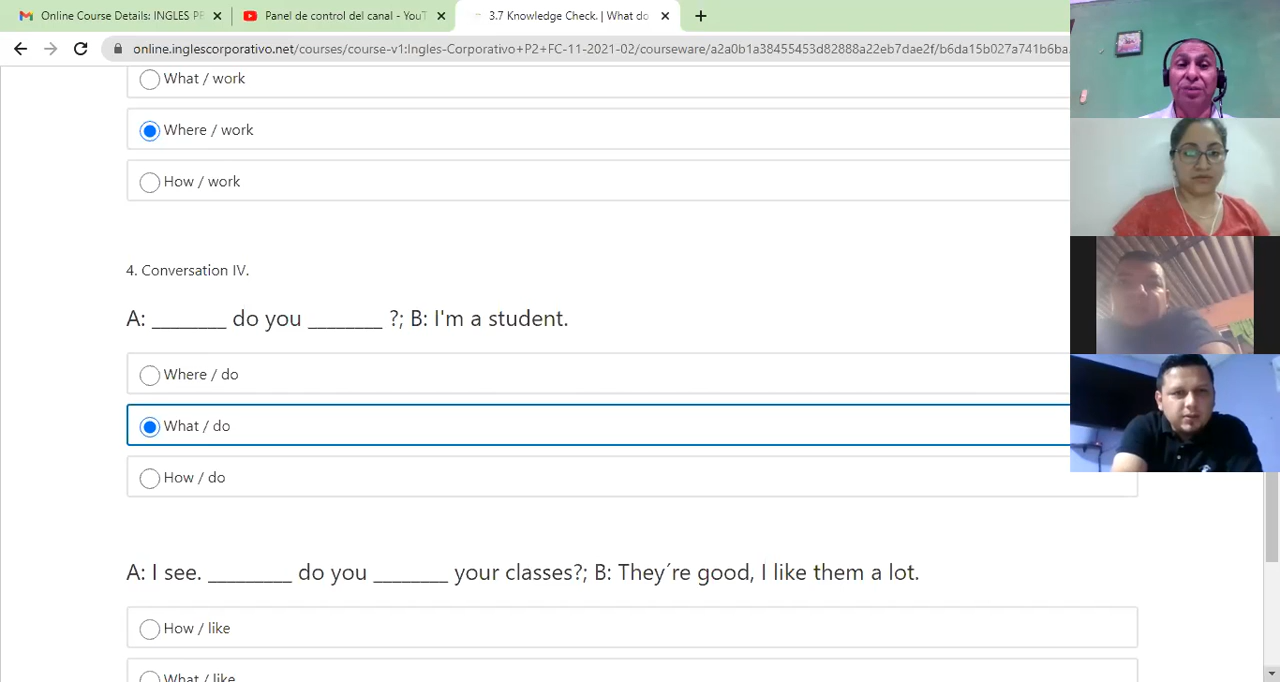 Online Course Details: INGLES PE
Panel de control del canal - YouT
3.7 Knowledge Check. | What do
online.inglescorporativo.net/courses/course-v1:Ingles-Corporativo+P2+FC-11-2021-02/courseware/a2a0b1a38455453d82888a22eb7dae2f/b6da15b027a741b6ba
What / work
Where / work
How / work
4. Conversation IV.
A: _______ do you _______ ?; B: I'm a student.
Where / do
What / do
How / do
A: I see. ________ do you _______ your classes?; B: They´re good, I like them a lot.
How / like
What / like